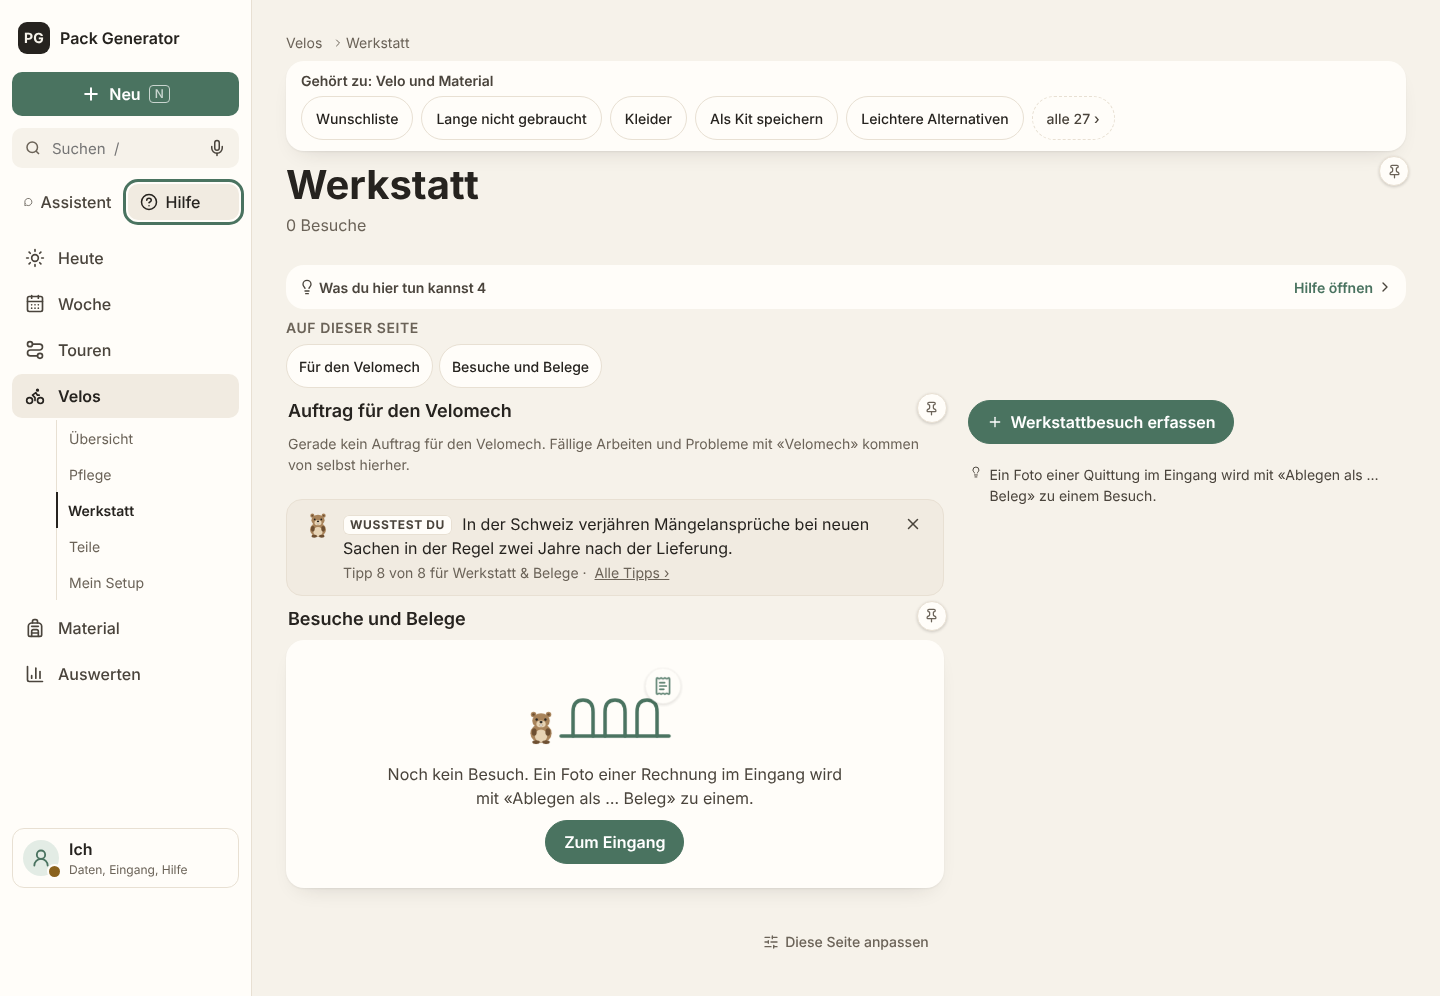 PG Pack Generator
Neu N
Suchen /
Assistent
Hilfe
Heute
Woche
Touren
Velos
Übersicht
Pflege
Werkstatt
Teile
Mein Setup
Material
Auswerten
Ich
Daten, Eingang, Hilfe
Velos › Werkstatt
Gehört zu: Velo und Material
Wunschliste
Lange nicht gebraucht
Kleider
Als Kit speichern
Leichtere Alternativen
alle 27 ›
Werkstatt
0 Besuche
Was du hier tun kannst 4
Hilfe öffnen
AUF DIESER SEITE
Für den Velomech
Besuche und Belege
Auftrag für den Velomech
Gerade kein Auftrag für den Velomech. Fällige Arbeiten und Probleme mit «Velomech» kommen
von selbst hierher.
WUSSTEST DU In der Schweiz verjähren Mängelansprüche bei neuen
Sachen in der Regel zwei Jahre nach der Lieferung.
Tipp 8 von 8 für Werkstatt & Belege · Alle Tipps ›
Besuche und Belege
Noch kein Besuch. Ein Foto einer Rechnung im Eingang wird
mit «Ablegen als … Beleg» zu einem.
Zum Eingang
Diese Seite anpassen
Werkstattbesuch erfassen
Ein Foto einer Quittung im Eingang wird mit «Ablegen als …
Beleg» zu einem Besuch.